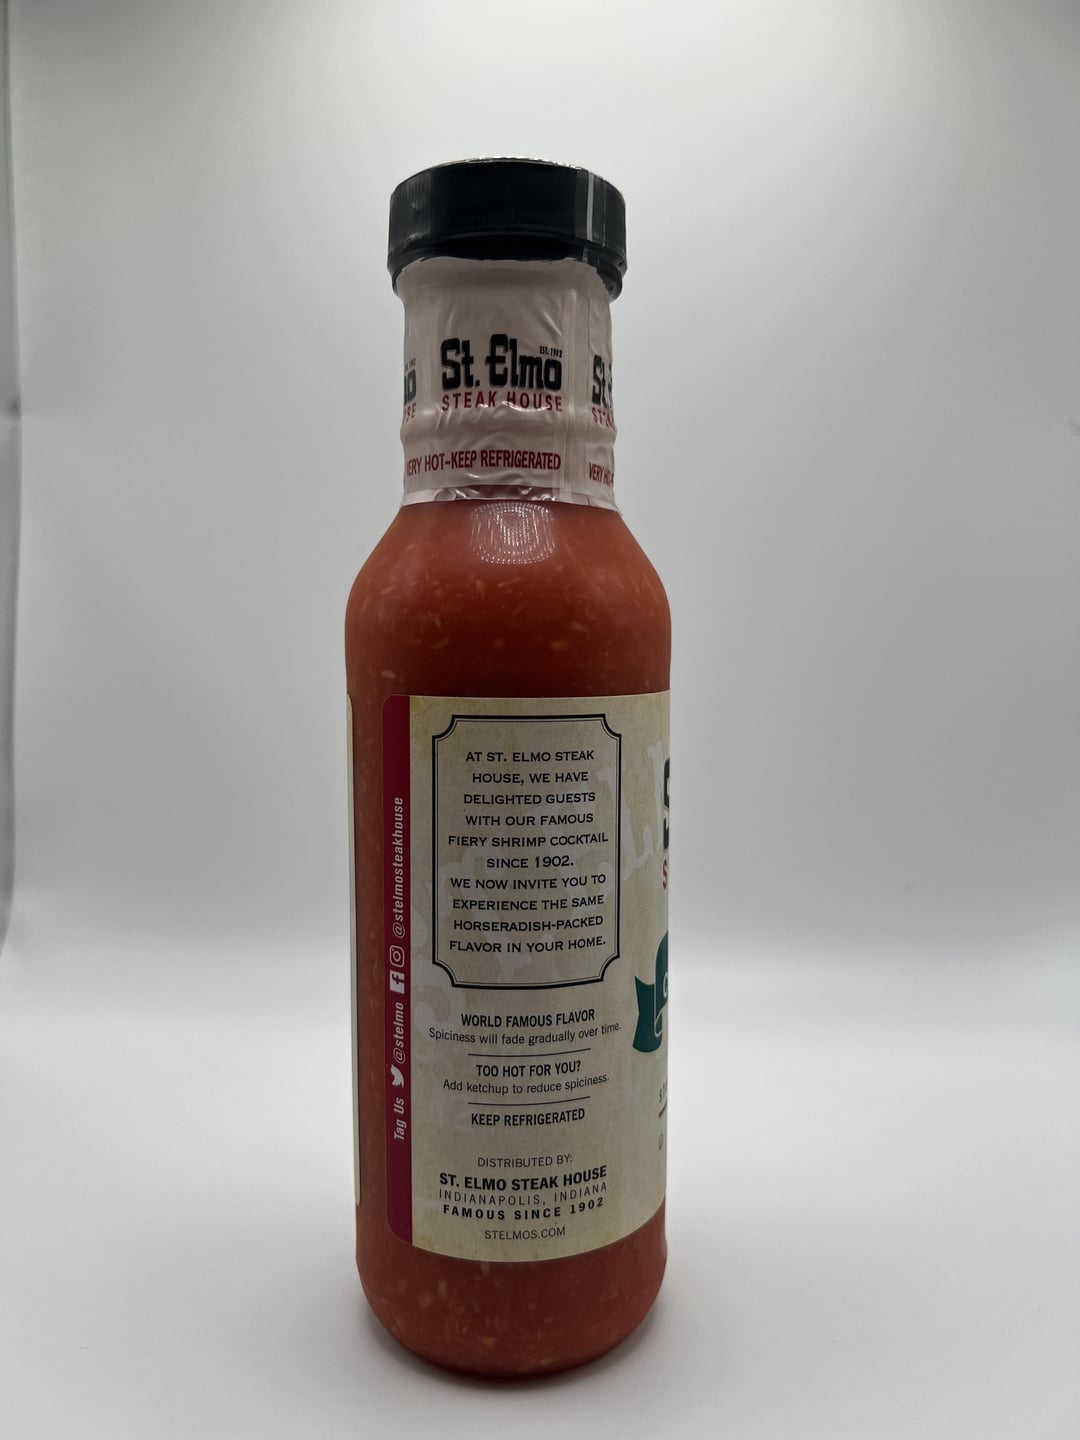 EST. 1902
St. Elmo
STEAK HOUSE
VERY HOT-KEEP REFRIGERATED
AT ST. ELMO STEAK
HOUSE, WE HAVE
DELIGHTED GUESTS
WITH OUR FAMOUS
FIERY SHRIMP COCKTAIL
SINCE 1902.
WE NOW INVITE YOU TO
EXPERIENCE THE SAME
HORSERADISH-PACKED
FLAVOR IN YOUR HOME.
WORLD FAMOUS FLAVOR
Spiciness will fade gradually over time.
TOO HOT FOR YOU?
Add ketchup to reduce spiciness.
KEEP REFRIGERATED
DISTRIBUTED BY:
ST. ELMO STEAK HOUSE
INDIANAPOLIS, INDIANA
FAMOUS SINCE 1902
STELMOS.COM
Tag Us @stelmo @stelmosteakhouse